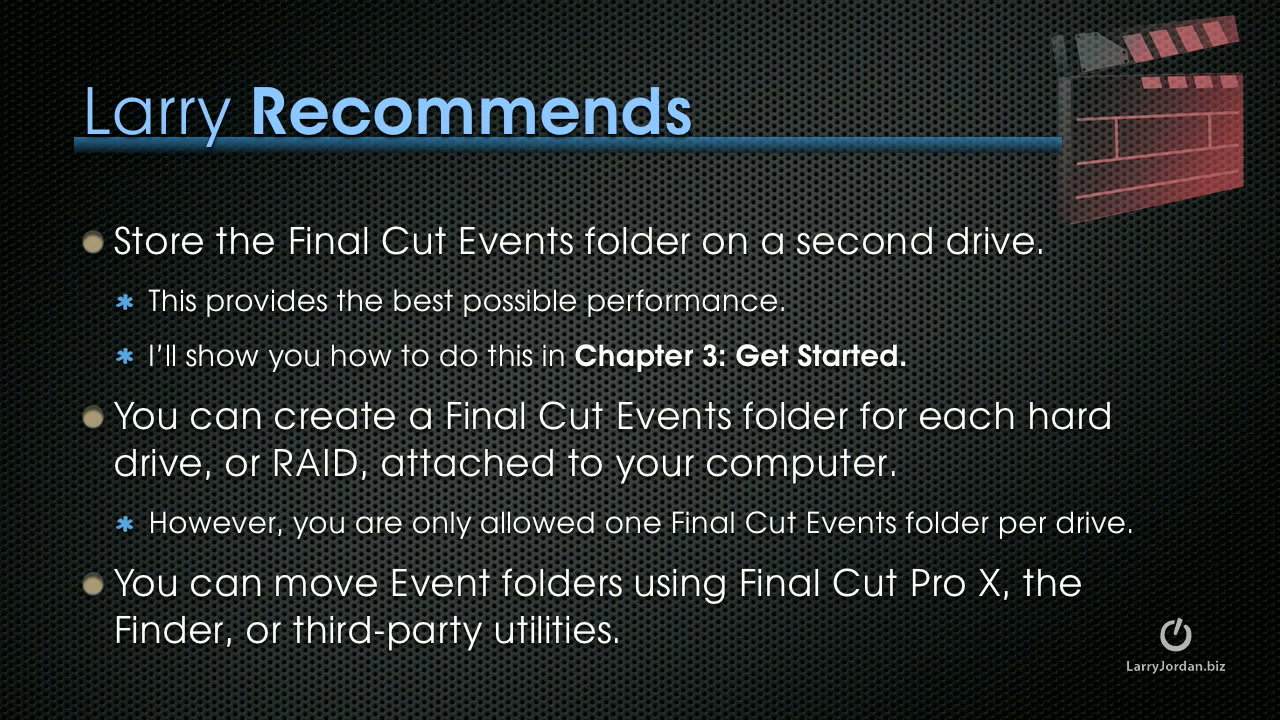 Larry Recommends
Store the Final Cut Events folder on a second drive.
This provides the best possible performance.
I’ll show you how to do this in Chapter 3: Get Started.
You can create a Final Cut Events folder for each hard
drive, or RAID, attached to your computer.
However, you are only allowed one Final Cut Events folder per drive.
You can move Event folders using Final Cut Pro X, the
Finder, or third-party utilities.
LarryJordan.biz